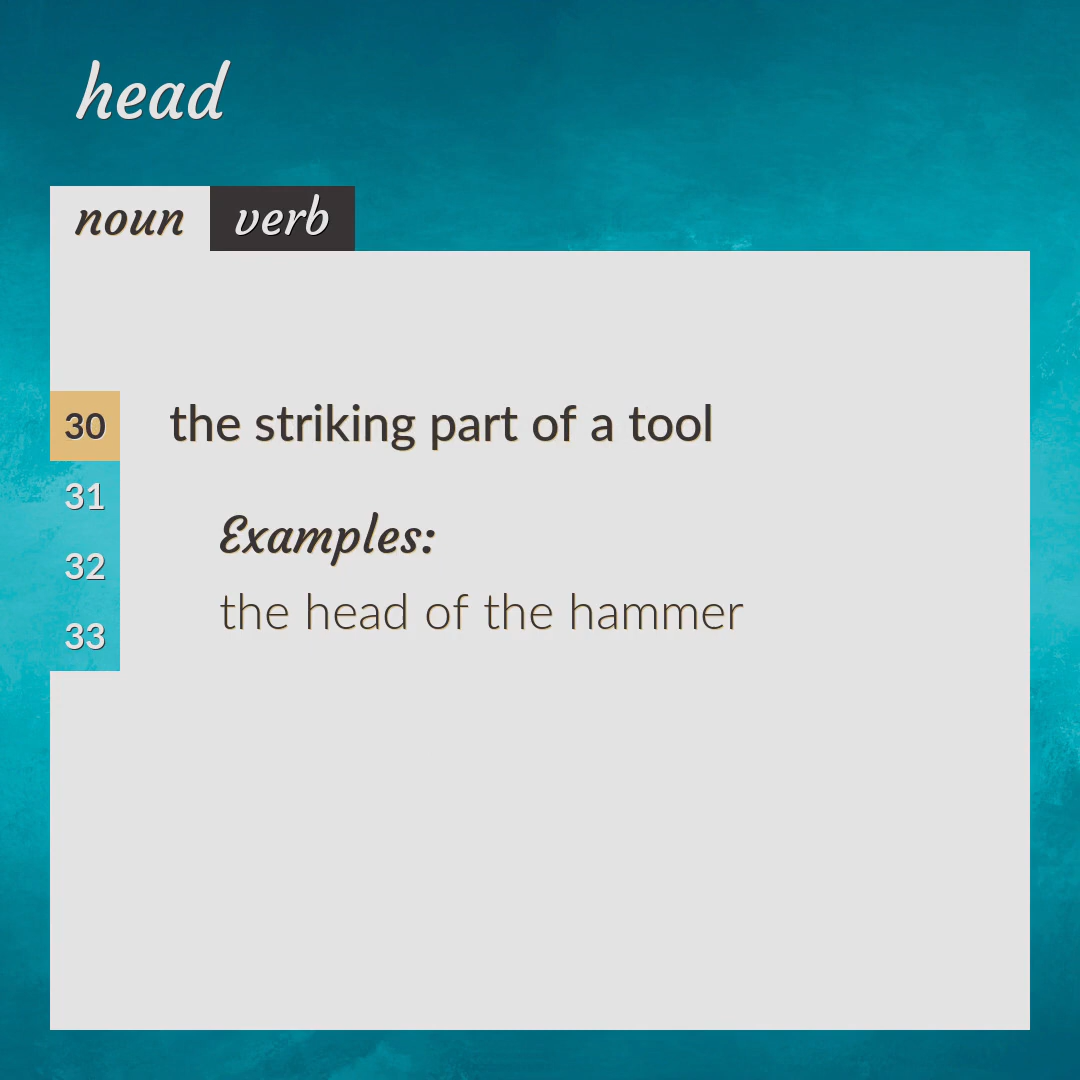 head
noun verb
30 the striking part of a tool
31
Examples:
32
the head of the hammer
33